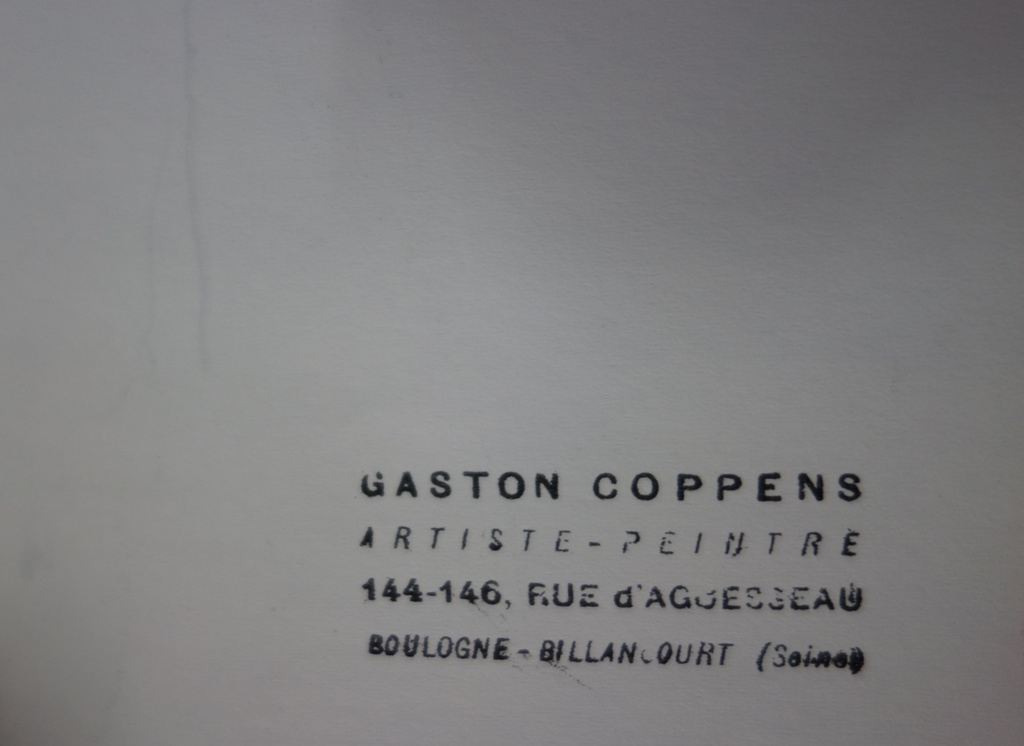 GASTON COPPENS
ARTISTE-PEINTRE
144-146, RUE d'AGUESSEAU
BOULOGNE-BILLANCOURT (Seine)